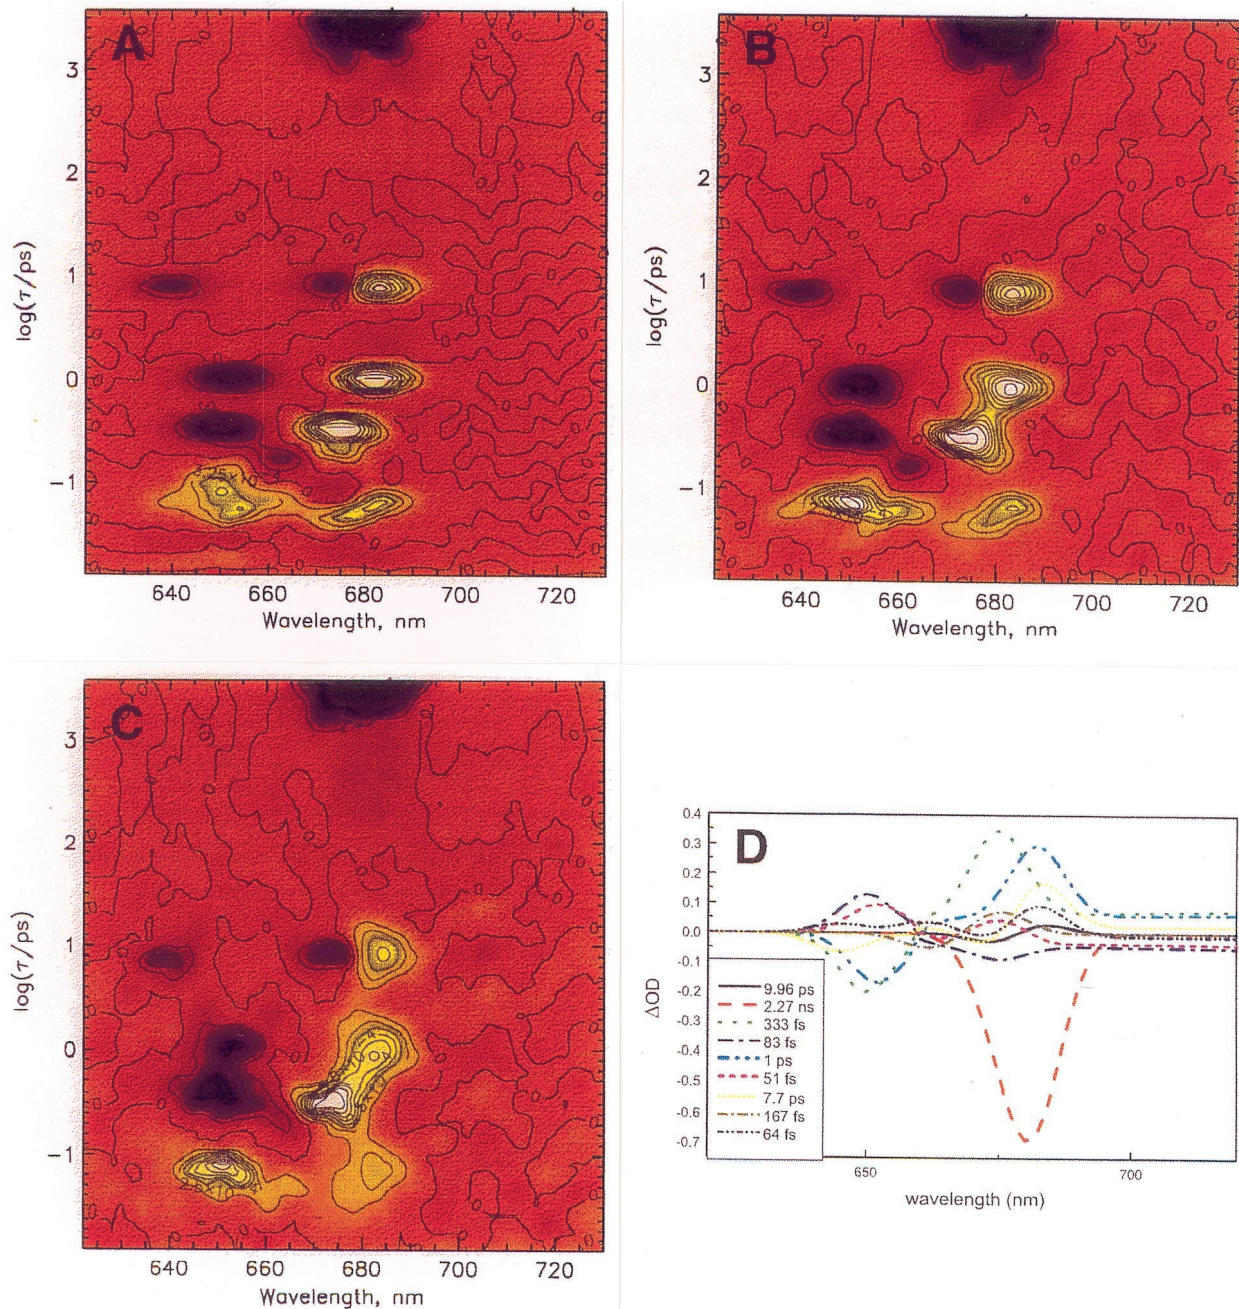 A
3
2
1
0
−1
log(τ/ps)
640 660 680 700 720
Wavelength, nm
B
3
2
1
0
−1
log(τ/ps)
640 660 680 700 720
Wavelength, nm
C
3
2
1
0
−1
log(τ/ps)
640 660 680 700 720
Wavelength, nm
D
0.4
0.3
0.2
0.1
0.0
-0.1
-0.2
-0.3
-0.4
-0.5
-0.6
-0.7
ΔOD
9.96 ps
2.27 ns
333 fs
83 fs
1 ps
51 fs
7.7 ps
167 fs
64 fs
650 700
wavelength (nm)